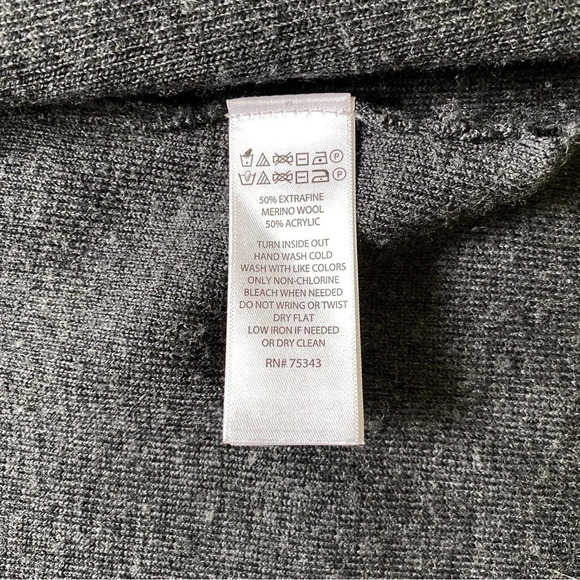 50% EXTRAFINE
MERINO WOOL
50% ACRYLIC
TURN INSIDE OUT
HAND WASH COLD
WASH WITH LIKE COLORS
ONLY NON-CHLORINE
BLEACH WHEN NEEDED
DO NOT WRING OR TWIST
DRY FLAT
LOW IRON IF NEEDED
OR DRY CLEAN
RN# 75343